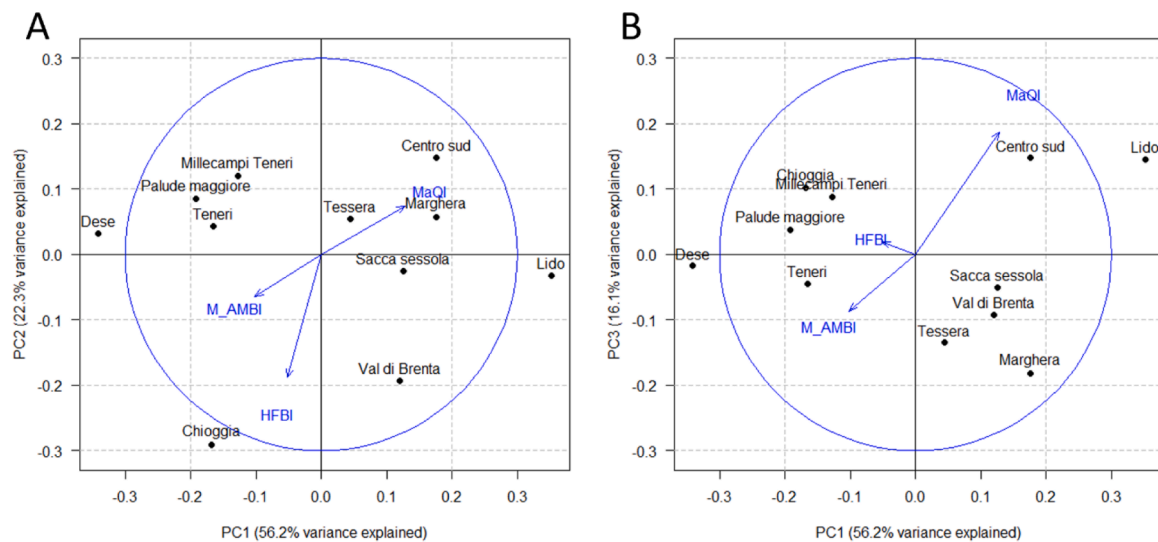 A
0.3
0.2
0.1
0.0
-0.1
-0.2
-0.3
PC2 (22.3% variance explained)
Centro sud
Millecampi Teneri
MaQI
Palude maggiore
Marghera
Tessera
Teneri
Dese
Sacca sessola
Lido
M_AMBI
Val di Brenta
HFBI
Chioggia
-0.3 -0.2 -0.1 0.0 0.1 0.2 0.3
PC1 (56.2% variance explained)
B
0.3
0.2
0.1
0.0
-0.1
-0.2
-0.3
PC3 (16.1% variance explained)
MaQI
Centro sud
Lido
Chioggia
Millecampi Teneri
Palude maggiore
HFBI
Dese
Teneri
Sacca sessola
Val di Brenta
M_AMBI
Tessera
Marghera
-0.3 -0.2 -0.1 0.0 0.1 0.2 0.3
PC1 (56.2% variance explained)